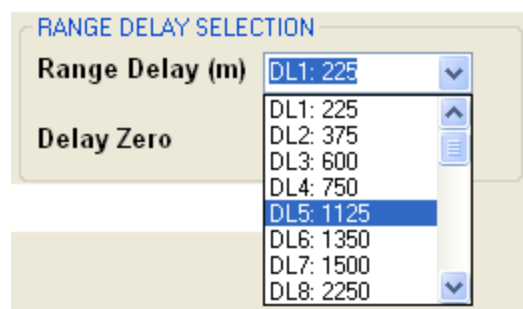 RANGE DELAY SELECTION
Range Delay (m) DL1: 225
DL1: 225
DL2: 375
Delay Zero
DL3: 600
DL4: 750
DL5: 1125
DL6: 1350
DL7: 1500
DL8: 2250